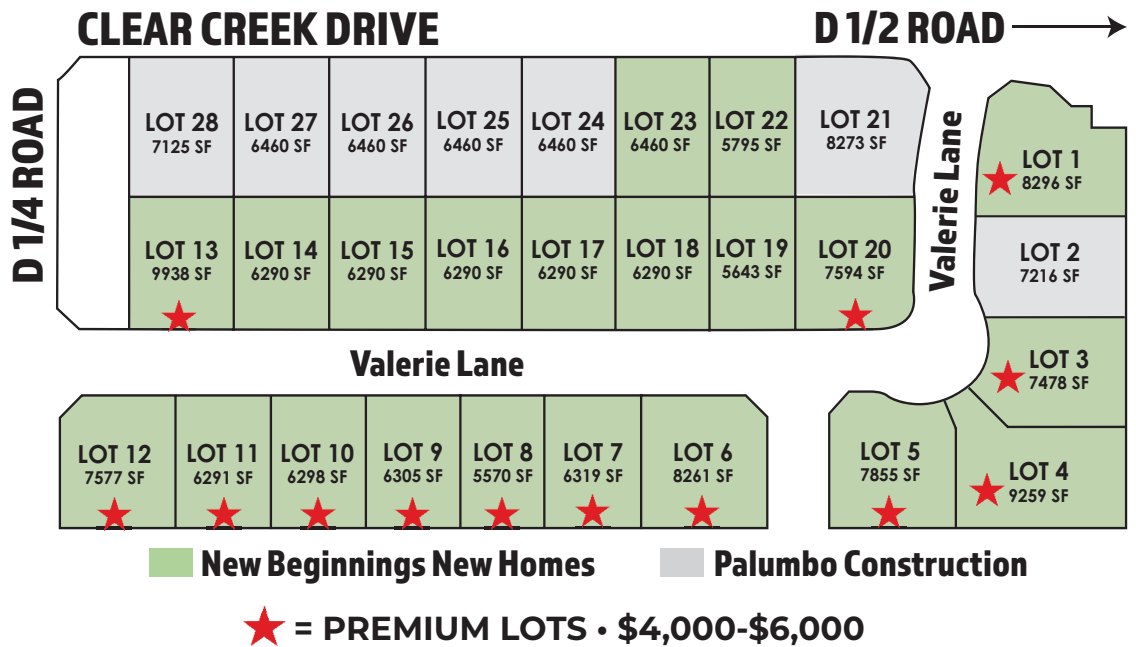 CLEAR CREEK DRIVE
D 1/2 ROAD
D 1/4 ROAD
LOT 28
7125 SF
LOT 27
6460 SF
LOT 26
6460 SF
LOT 25
6460 SF
LOT 24
6460 SF
LOT 23
6460 SF
LOT 22
5795 SF
LOT 21
8273 SF
Valerie Lane
LOT 1
8296 SF
LOT 2
7216 SF
LOT 13
9938 SF
LOT 14
6290 SF
LOT 15
6290 SF
LOT 16
6290 SF
LOT 17
6290 SF
LOT 18
6290 SF
LOT 19
5643 SF
LOT 20
7594 SF
LOT 3
7478 SF
Valerie Lane
LOT 12
7577 SF
LOT 11
6291 SF
LOT 10
6298 SF
LOT 9
6305 SF
LOT 8
5570 SF
LOT 7
6319 SF
LOT 6
8261 SF
LOT 5
7855 SF
LOT 4
9259 SF
New Beginnings New Homes
Palumbo Construction
= PREMIUM LOTS • $4,000-$6,000